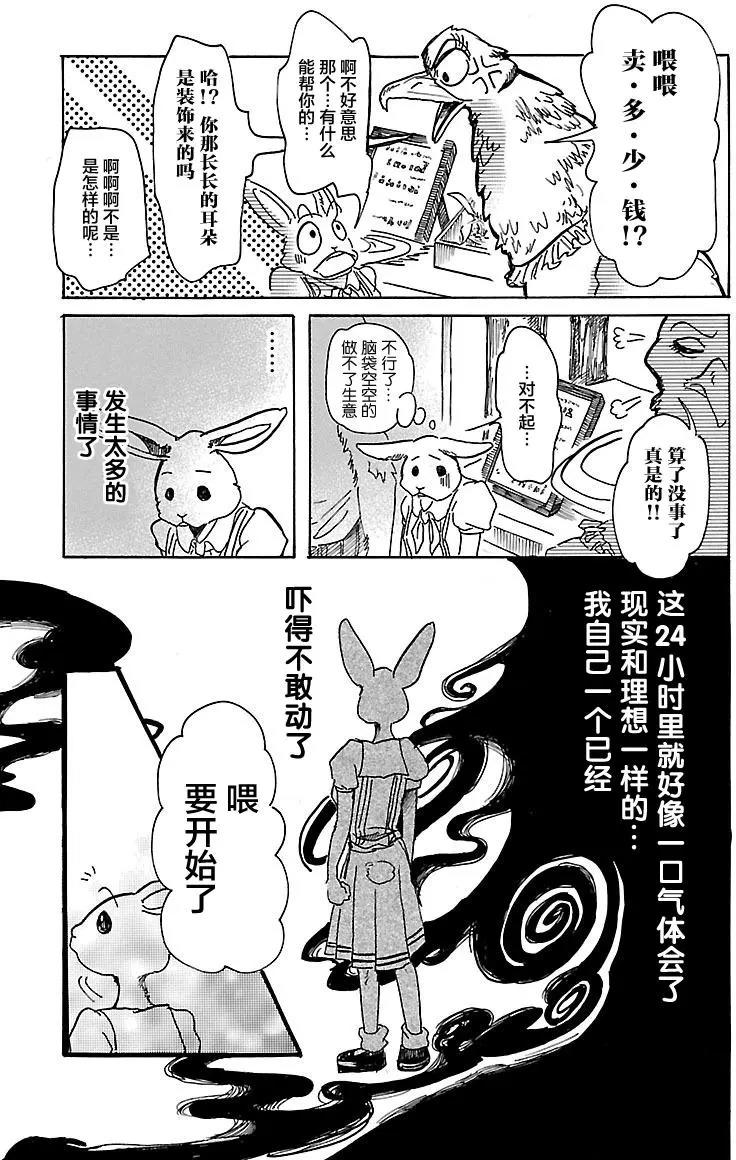 喂喂
卖·多·少·钱!?
啊不好意思
那个…有什么
能帮你的…
哈!? 你那长长的耳朵
是装饰来的吗
啊啊啊不是…
是怎样的呢…
算了没事了
真是的!!
…对不起…
不行了…
脑袋空空的
做不了生意
……
发生太多的
事情了
这24小时里就好像一口气体会了
现实和理想一样的…
我自己一个已经
吓得不敢动了
喂
要开始了